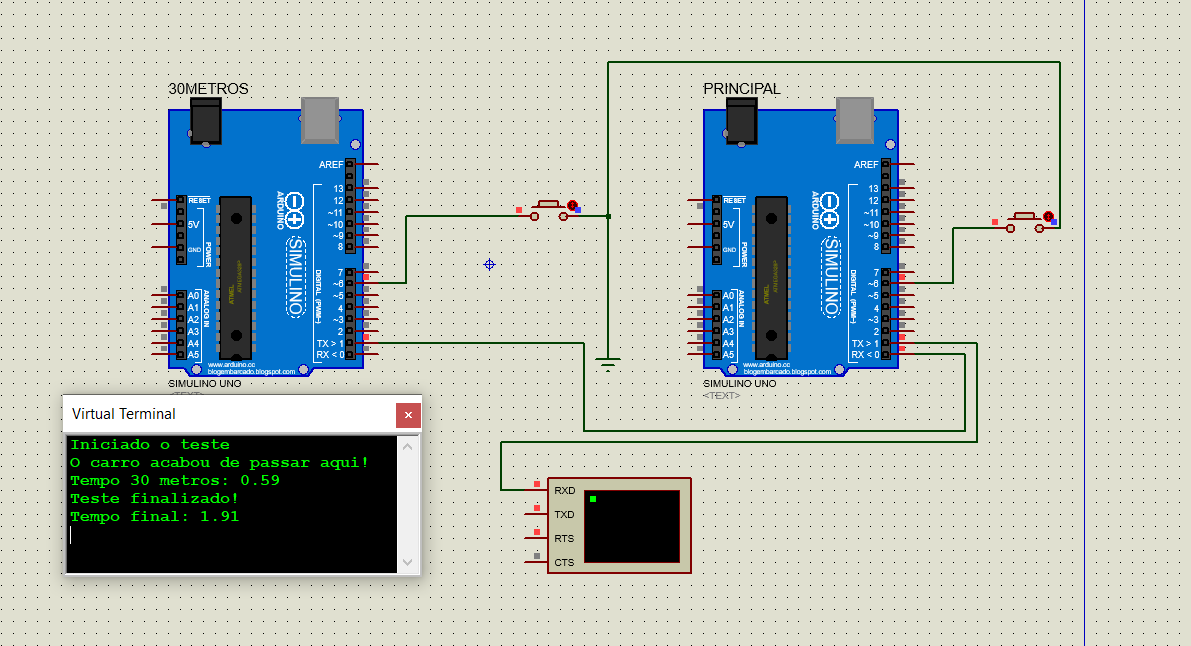 30METROS
AREF
13
12
~11
~10
~9
8
7
~6
~5
4
~3
2
TX > 1
RX < 0
RESET
5V
GND
POWER
A0
A1
A2
A3
A4
A5
ANALOG IN
ARDUINO
SIMULINO
DIGITAL (PWM~)
ATMEL
www.arduino.cc
blogembarcado.blogspot.com
SIMULINO UNO
<TEXT>
PRINCIPAL
AREF
13
12
~11
~10
~9
8
7
~6
~5
4
~3
2
TX > 1
RX < 0
RESET
5V
GND
POWER
A0
A1
A2
A3
A4
A5
ANALOG IN
ARDUINO
SIMULINO
DIGITAL (PWM~)
ATMEL
www.arduino.cc
blogembarcado.blogspot.com
SIMULINO UNO
<TEXT>
Virtual Terminal
Iniciado o teste
O carro acabou de passar aqui!
Tempo 30 metros: 0.59
Teste finalizado!
Tempo final: 1.91
RXD
TXD
RTS
CTS